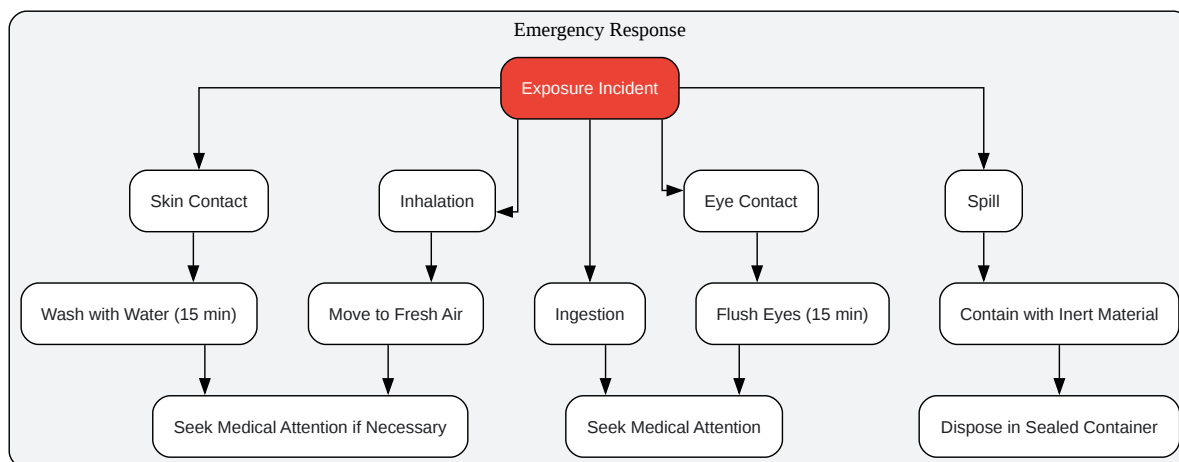 Emergency Response
Exposure Incident
Skin Contact
Inhalation
Eye Contact
Spill
Wash with Water (15 min)
Move to Fresh Air
Ingestion
Flush Eyes (15 min)
Contain with Inert Material
Seek Medical Attention if Necessary
Seek Medical Attention
Dispose in Sealed Container